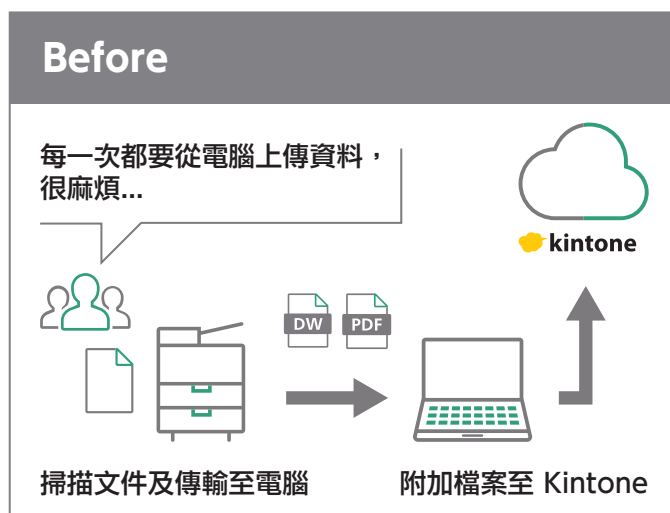 Before
每一次都要從電腦上傳資料，
很麻煩...
kintone
DW
PDF
掃描文件及傳輸至電腦
附加檔案至 Kintone